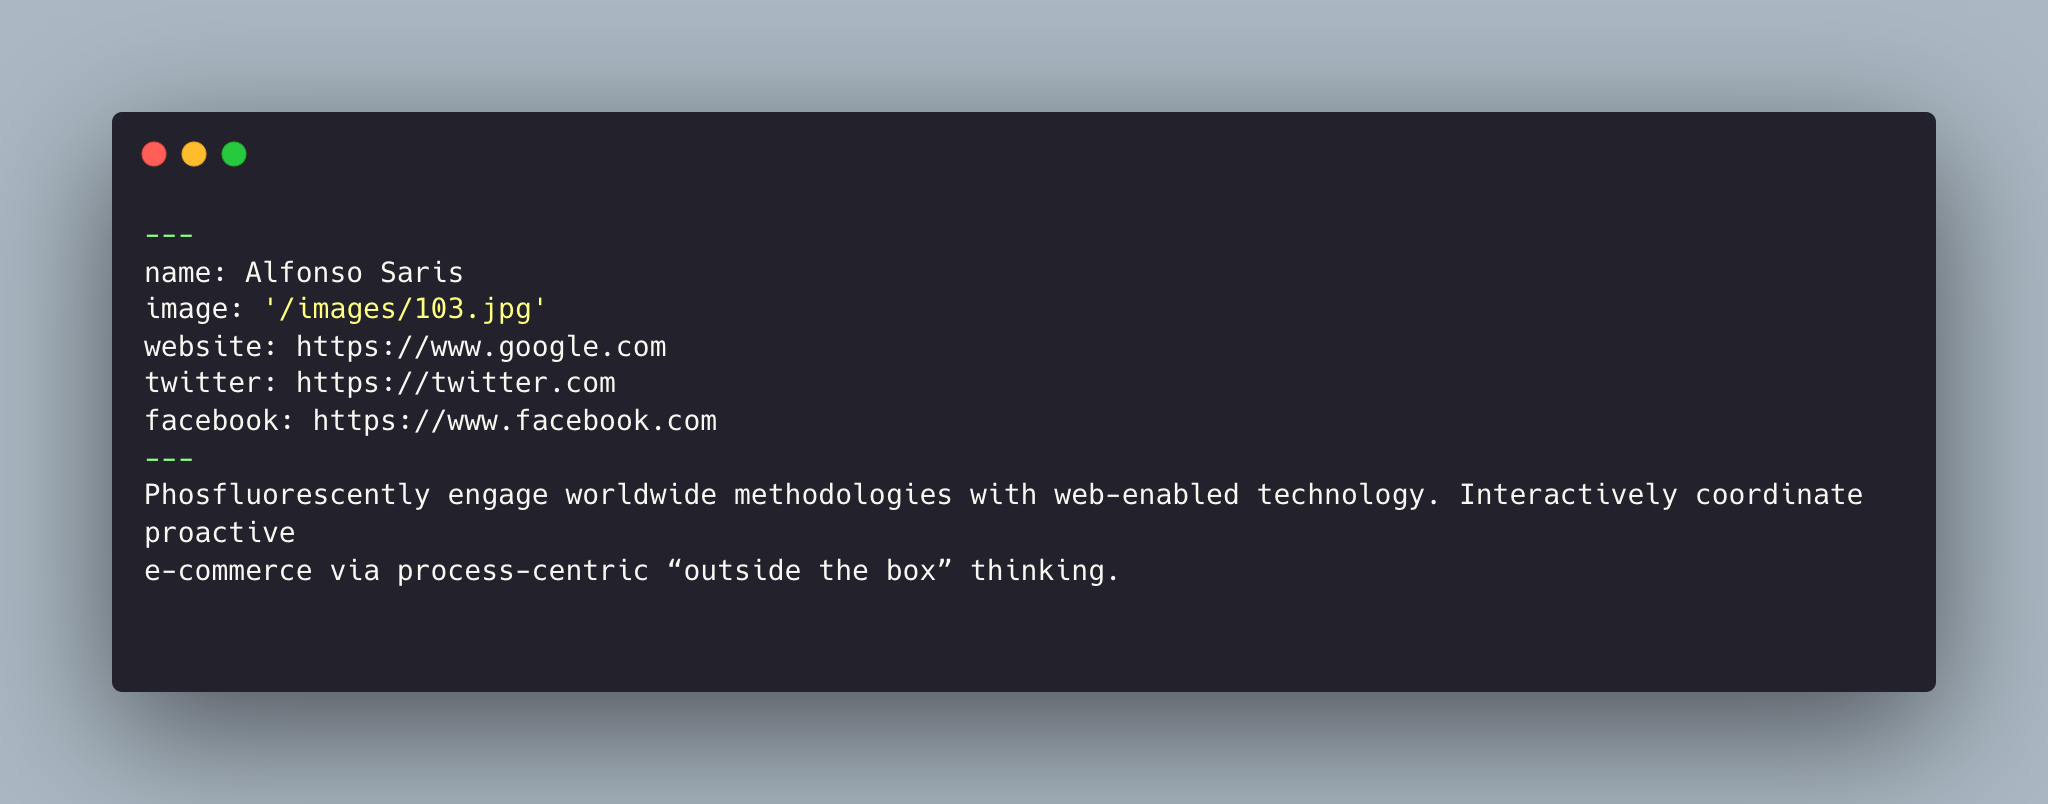 ---
name: Alfonso Saris
image: '/images/103.jpg'
website: https://www.google.com
twitter: https://twitter.com
facebook: https://www.facebook.com
---
Phosfluorescently engage worldwide methodologies with web-enabled technology. Interactively coordinate
proactive
e-commerce via process-centric “outside the box” thinking.